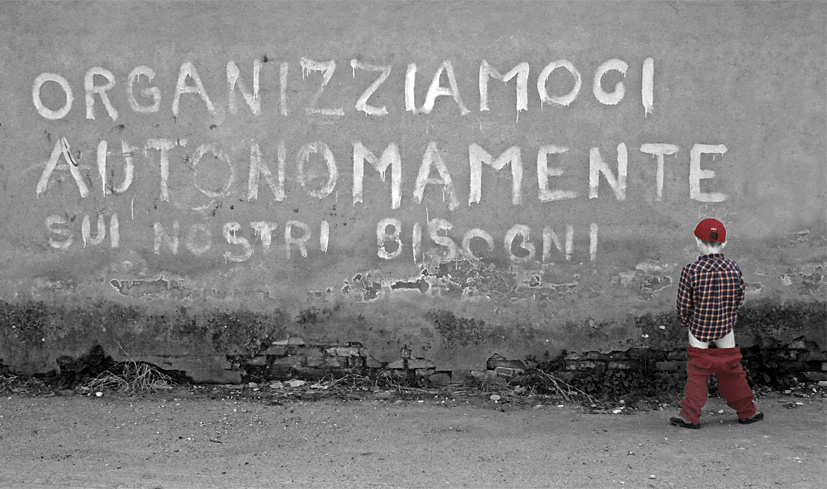 ORGANIZZIAMOCI
AUTONOMAMENTE
SUI NOSTRI BISOGNI